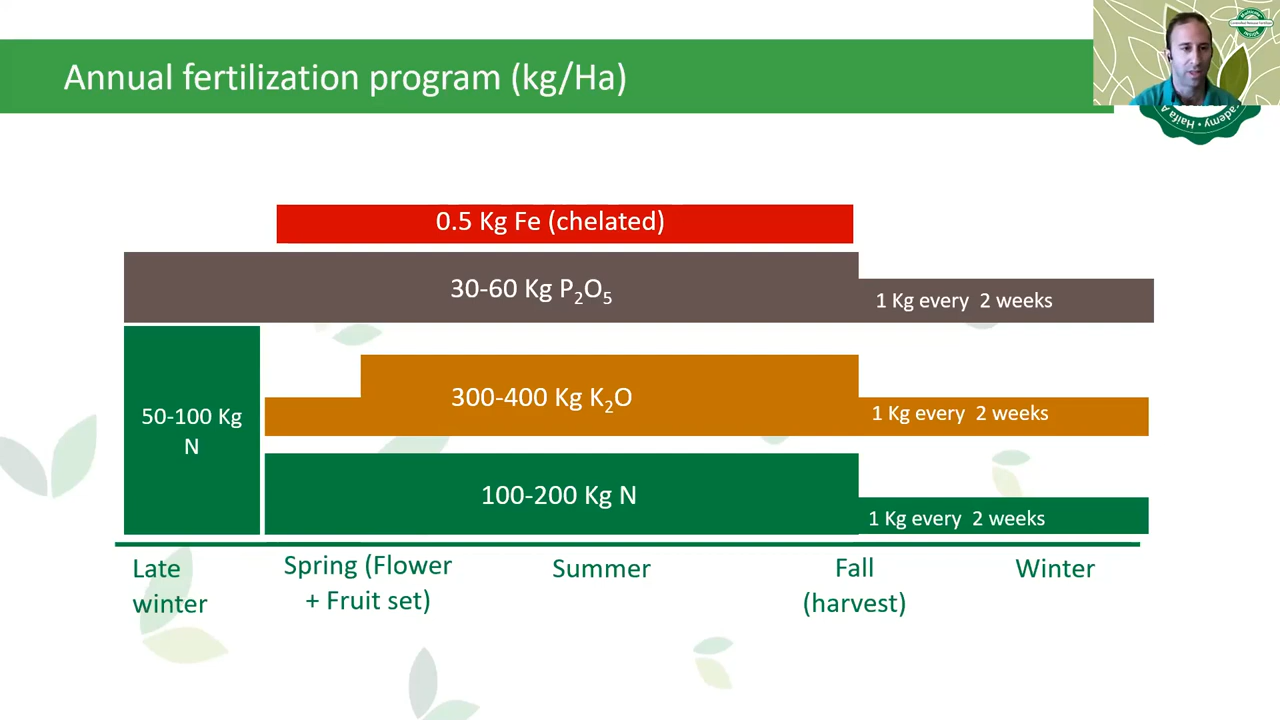 Annual fertilization program (kg/Ha)
cademy • Haifa A
0.5 Kg Fe (chelated)
30-60 Kg P₂O₅
1 Kg every 2 weeks
300-400 Kg K₂O
1 Kg every 2 weeks
50-100 Kg
N
100-200 Kg N
1 Kg every 2 weeks
Late
winter
Spring (Flower
+ Fruit set)
Summer
Fall
(harvest)
Winter